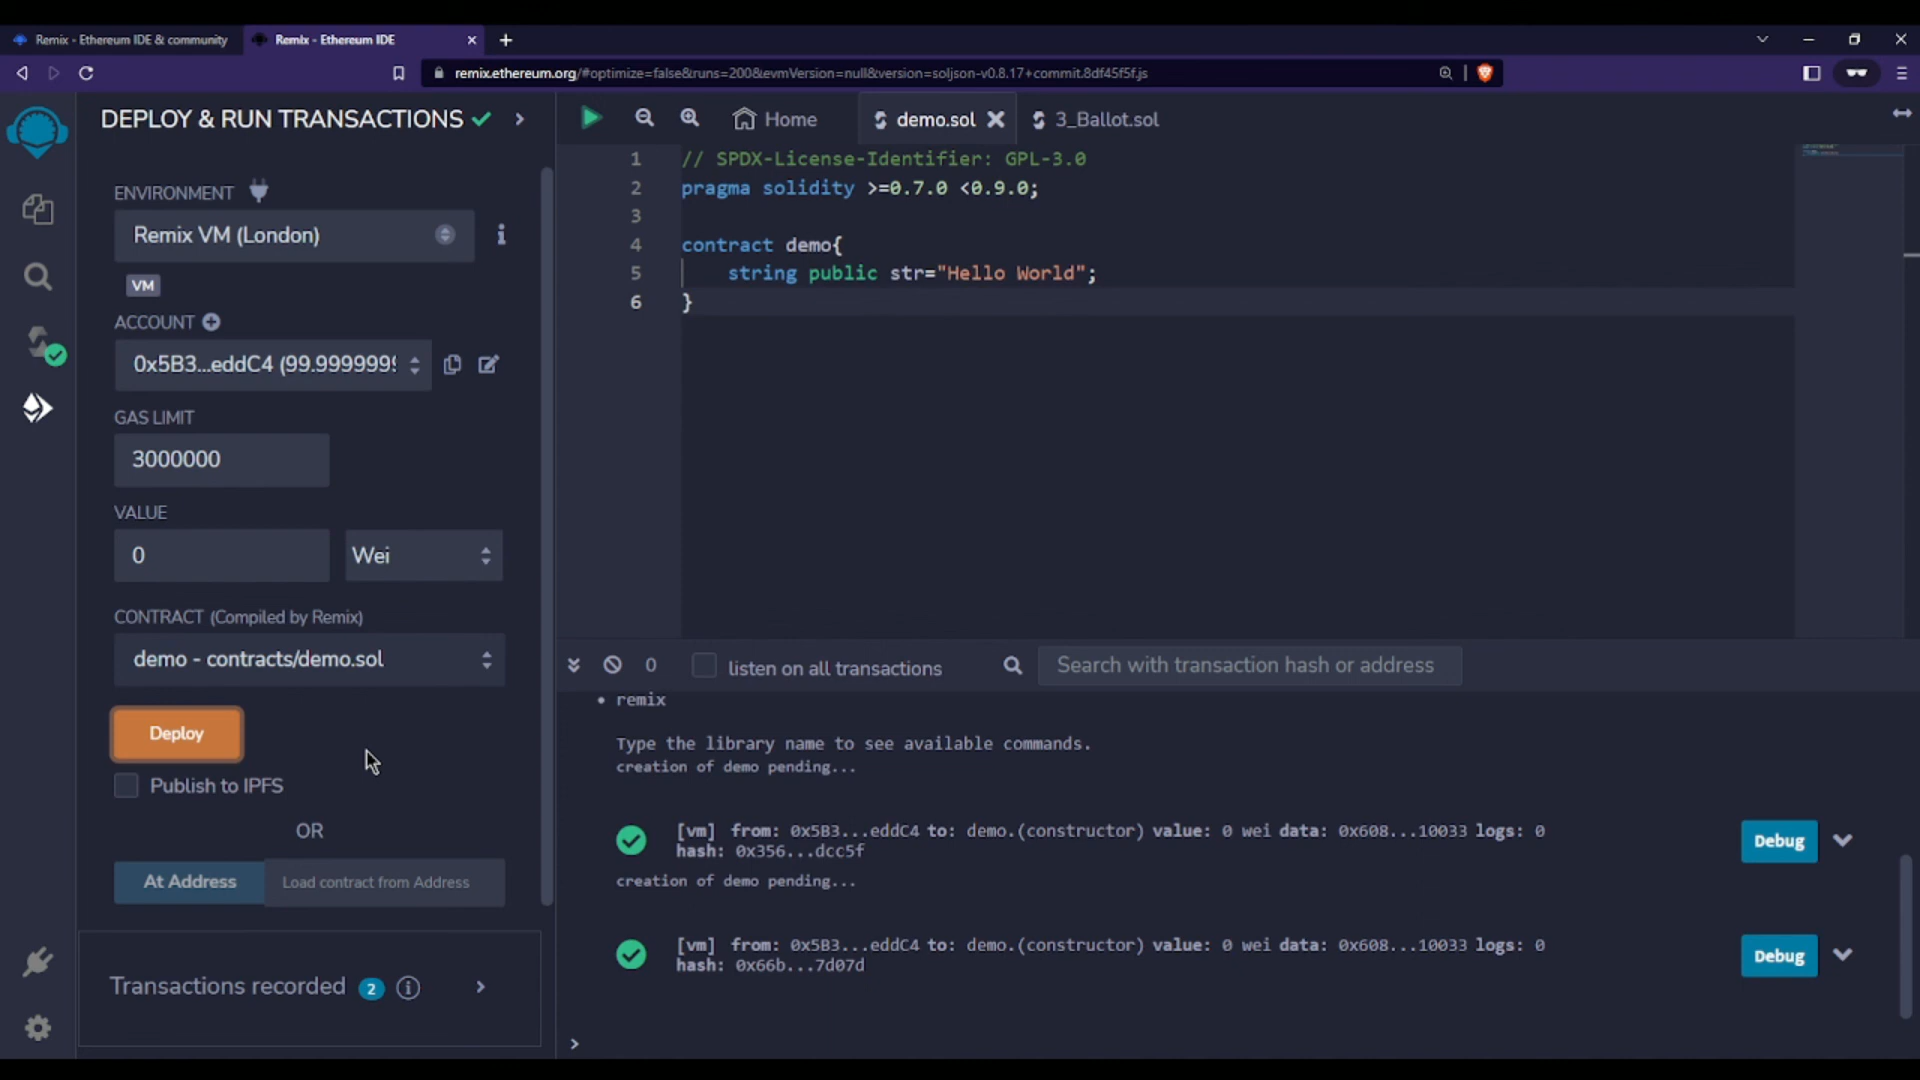 Remix - Ethereum IDE & community
Remix - Ethereum IDE
remix.ethereum.org/#optimize=false&runs=200&evmVersion=null&version=soljson-v0.8.17+commit.8df45f5f.js
DEPLOY & RUN TRANSACTIONS
ENVIRONMENT
Remix VM (London)
VM
ACCOUNT
0x5B3...eddC4 (99.9999999
GAS LIMIT
3000000
VALUE
0
Wei
CONTRACT (Compiled by Remix)
demo - contracts/demo.sol
Deploy
Publish to IPFS
OR
At Address
Load contract from Address
Transactions recorded 2
Home
demo.sol
3_Ballot.sol
1 // SPDX-License-Identifier: GPL-3.0
2 pragma solidity >=0.7.0 <0.9.0;
3
4 contract demo{
5 string public str="Hello World";
6 }
0
listen on all transactions
Search with transaction hash or address
• remix
Type the library name to see available commands.
creation of demo pending...
[vm] from: 0x5B3...eddC4 to: demo.(constructor) value: 0 wei data: 0x608...10033 logs: 0
hash: 0x356...dcc5f
Debug
creation of demo pending...
[vm] from: 0x5B3...eddC4 to: demo.(constructor) value: 0 wei data: 0x608...10033 logs: 0
hash: 0x66b...7d07d
Debug
>